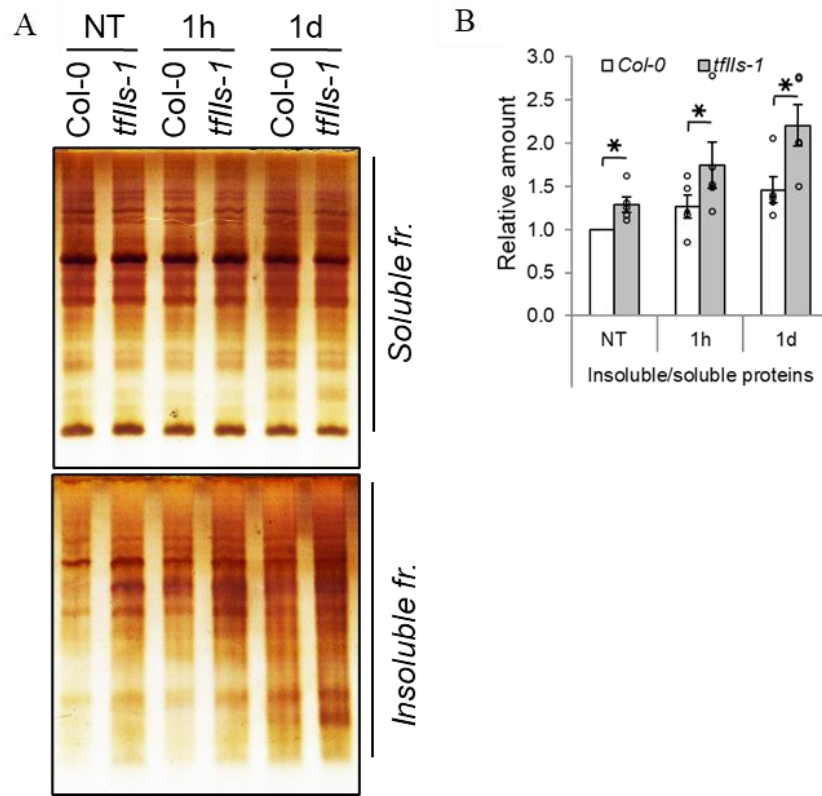 A
NT 1h 1d
Col-0 tfIIs-1 Col-0 tfIIs-1 Col-0 tfIIs-1
Soluble fr.
Insoluble fr.
B
Col-0 tfIIs-1
Relative amount
3.0
2.5
2.0
1.5
1.0
0.5
0.0
* * *
NT 1h 1d
Insoluble/soluble proteins